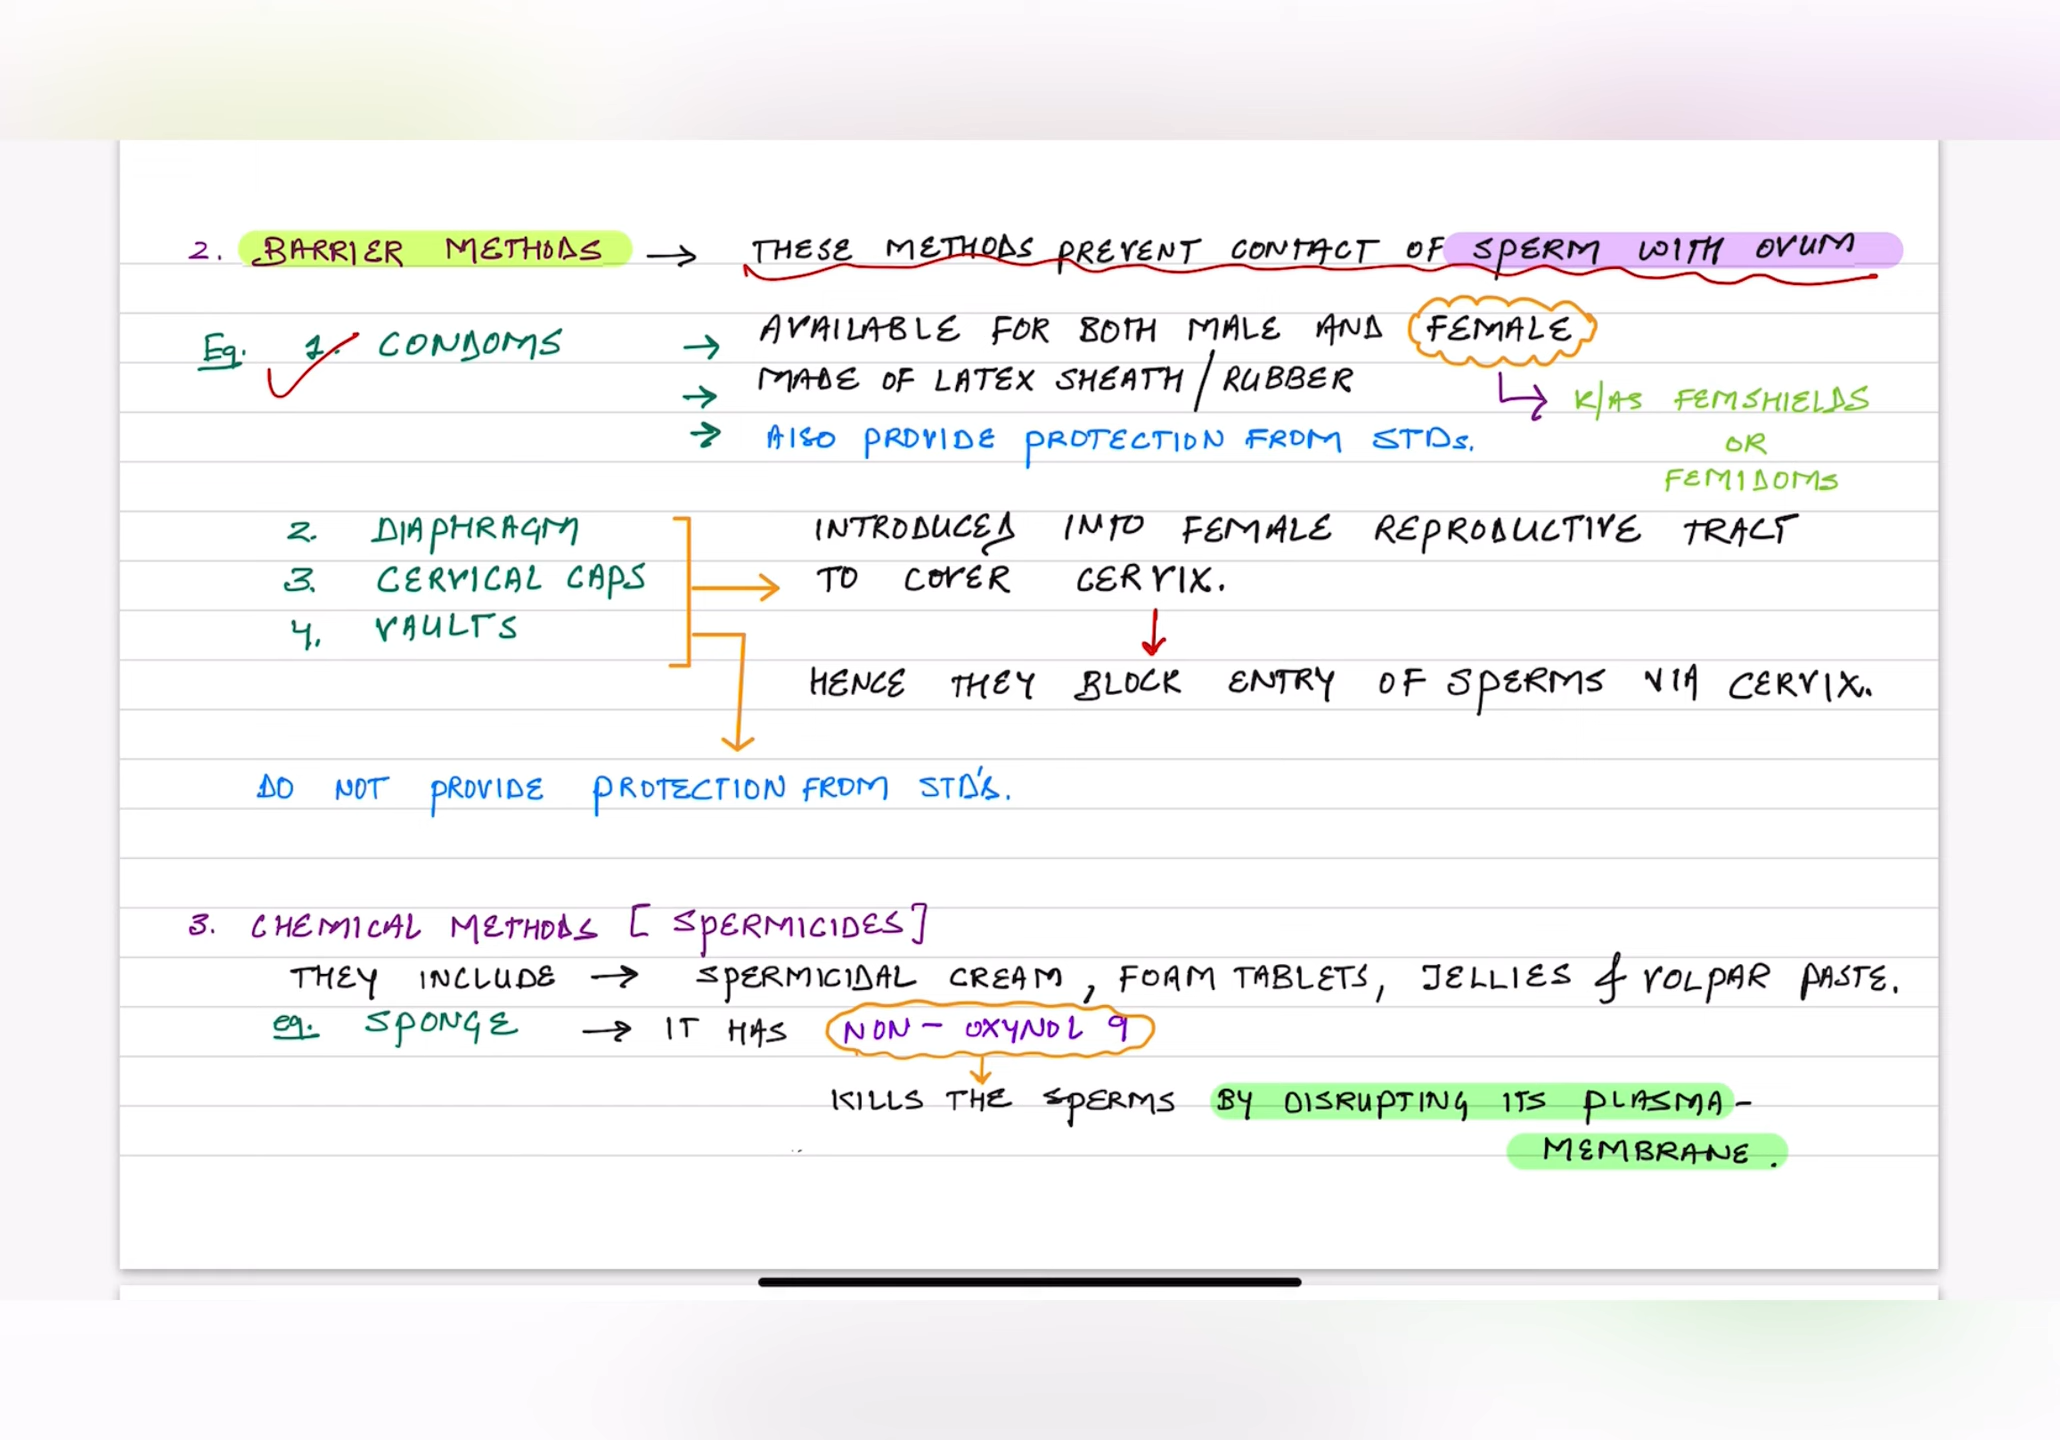 2. BARRIER METHODS → THESE METHODS PREVENT CONTACT OF SPERM WITH OVUM
Eg. 1. CONDOMS → AVAILABLE FOR BOTH MALE AND FEMALE
→ MADE OF LATEX SHEATH / RUBBER
↳ K/AS FEMSHIELDS
OR
FEMIDOMS
→ ALSO PROVIDE PROTECTION FROM STDs.
2. DIAPHRAGM
3. CERVICAL CAPS
4. VAULTS
→ INTRODUCED INTO FEMALE REPRODUCTIVE TRACT
TO COVER CERVIX.
↓
HENCE THEY BLOCK ENTRY OF SPERMS VIA CERVIX.
DO NOT PROVIDE PROTECTION FROM STD's.
3. CHEMICAL METHODS [SPERMICIDES]
THEY INCLUDE → SPERMICIDAL CREAM, FOAM TABLETS, JELLIES & VOLPAR PASTE.
eg. SPONGE → IT HAS NON - OXYNOL 9
KILLS THE SPERMS BY DISRUPTING ITS PLASMA -
MEMBRANE.